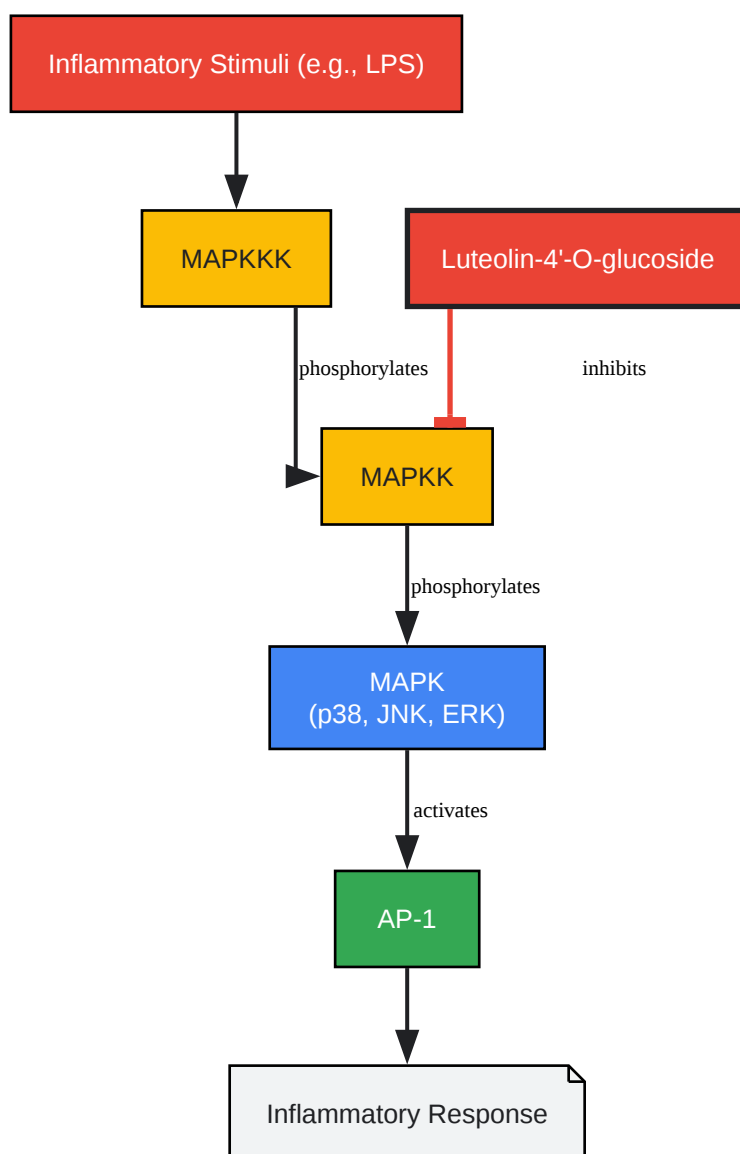 Inflammatory Stimuli (e.g., LPS)
MAPKKK
Luteolin-4'-O-glucoside
phosphorylates
inhibits
MAPKK
phosphorylates
MAPK
(p38, JNK, ERK)
activates
AP-1
Inflammatory Response